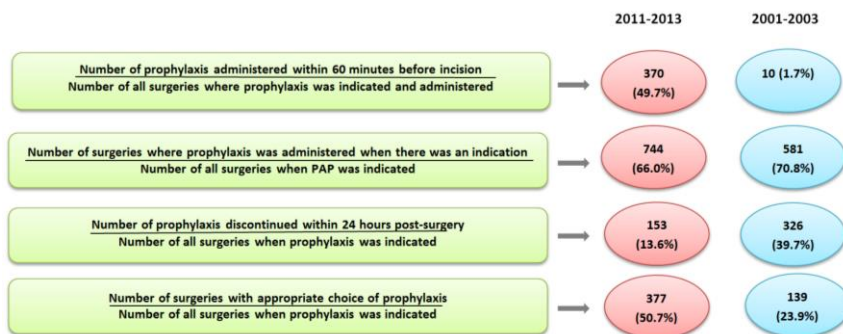 2011-2013 2001-2003
Number of prophylaxis administered within 60 minutes before incision
Number of all surgeries where prophylaxis was indicated and administered
370
(49.7%)
10 (1.7%)
Number of surgeries where prophylaxis was administered when there was an indication
Number of all surgeries when PAP was indicated
744
(66.0%)
581
(70.8%)
Number of prophylaxis discontinued within 24 hours post-surgery
Number of all surgeries when prophylaxis was indicated
153
(13.6%)
326
(39.7%)
Number of surgeries with appropriate choice of prophylaxis
Number of all surgeries when prophylaxis was indicated
377
(50.7%)
139
(23.9%)